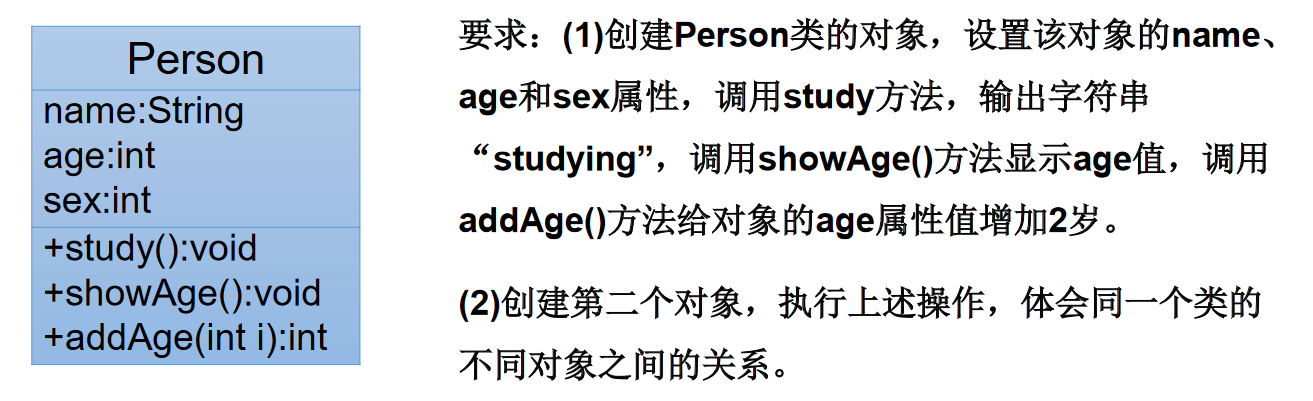 Person
name:String
age:int
sex:int
+study():void
+showAge():void
+addAge(int i):int
要求：(1)创建Person类的对象，设置该对象的name、
age和sex属性，调用study方法，输出字符串
“studying”，调用showAge()方法显示age值，调用
addAge()方法给对象的age属性值增加2岁。
(2)创建第二个对象，执行上述操作，体会同一个类的
不同对象之间的关系。